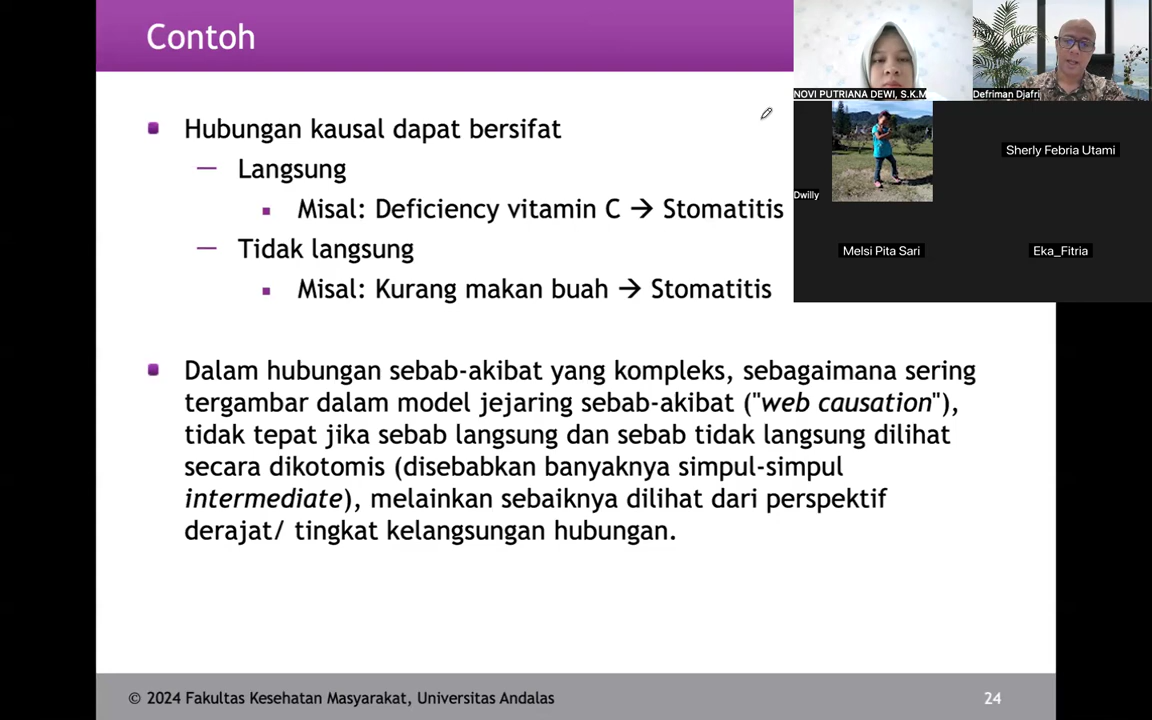 Contoh
Hubungan kausal dapat bersifat
— Langsung
Misal: Deficiency vitamin C → Stomatitis
— Tidak langsung
Misal: Kurang makan buah → Stomatitis
Dalam hubungan sebab-akibat yang kompleks, sebagaimana sering
tergambar dalam model jejaring sebab-akibat ("web causation"),
tidak tepat jika sebab langsung dan sebab tidak langsung dilihat
secara dikotomis (disebabkan banyaknya simpul-simpul
intermediate), melainkan sebaiknya dilihat dari perspektif
derajat/ tingkat kelangsungan hubungan.
© 2024 Fakultas Kesehatan Masyarakat, Universitas Andalas
24
NOVI PUTRIANA DEWI, S.K.M
Defriman Djafri
Dwilly
Sherly Febria Utami
Melsi Pita Sari
Eka_Fitria